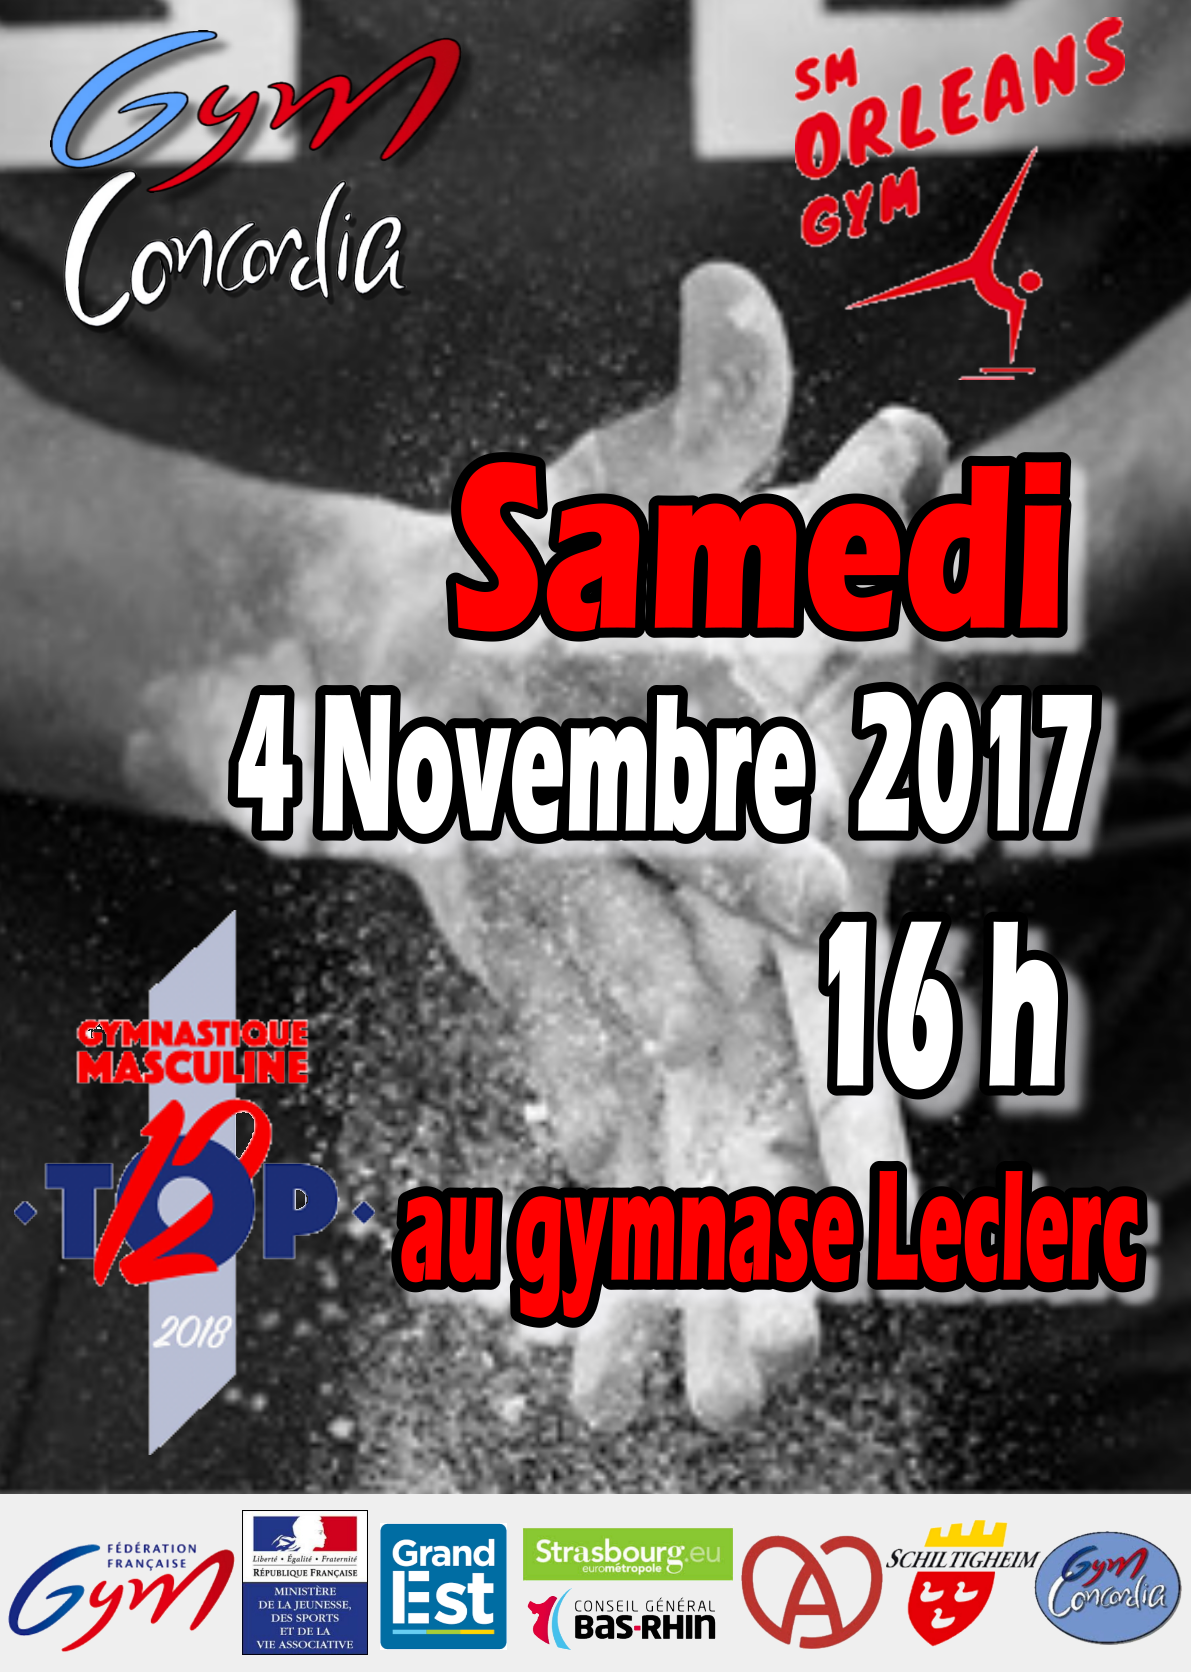 Gym
Concordia
SM
ORLEANS
GYM
Samedi
4 Novembre 2017
16 h
GYMNASTIQUE
MASCULINE
12
TOP
2018
au gymnase Leclerc
FÉDÉRATION
FRANÇAISE
Gym
Liberté • Égalité • Fraternité
RÉPUBLIQUE FRANÇAISE
MINISTÈRE
DE LA JEUNESSE,
DES SPORTS
ET DE LA
VIE ASSOCIATIVE
Grand
Est
Strasbourg.eu
eurométropole
CONSEIL GÉNÉRAL
BAS-RHIN
SCHILTIGHEIM
Gym
Concordia